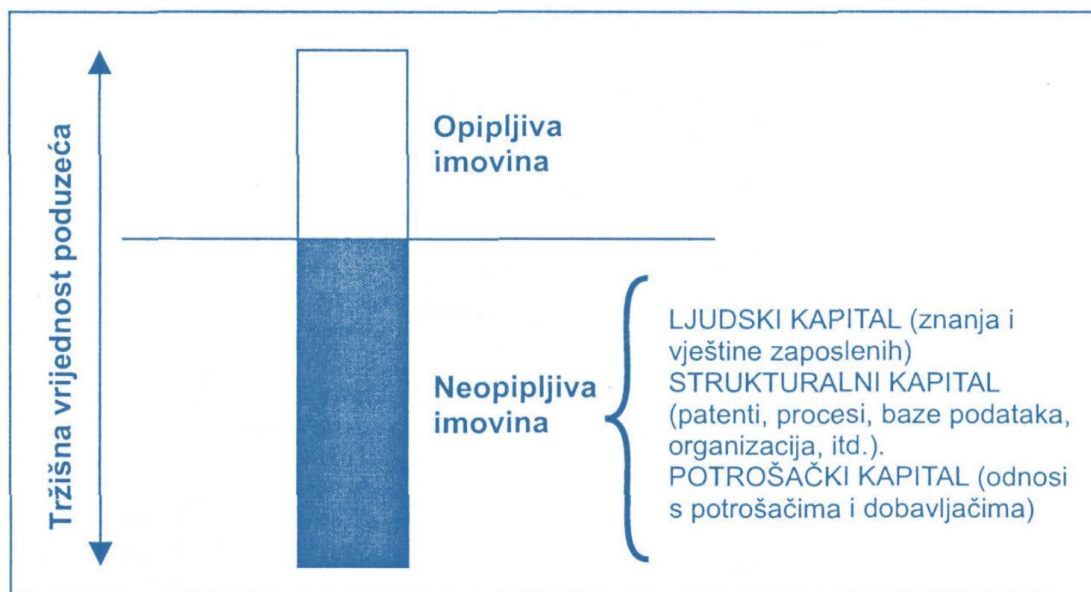 Tržišna vrijednost poduzeća
Opipljiva
imovina
Neopipljiva
imovina
LJUDSKI KAPITAL (znanja i
vještine zaposlenih)
STRUKTURALNI KAPITAL
(patenti, procesi, baze podataka,
organizacija, itd.).
POTROŠAČKI KAPITAL (odnosi
s potrošačima i dobavljačima)